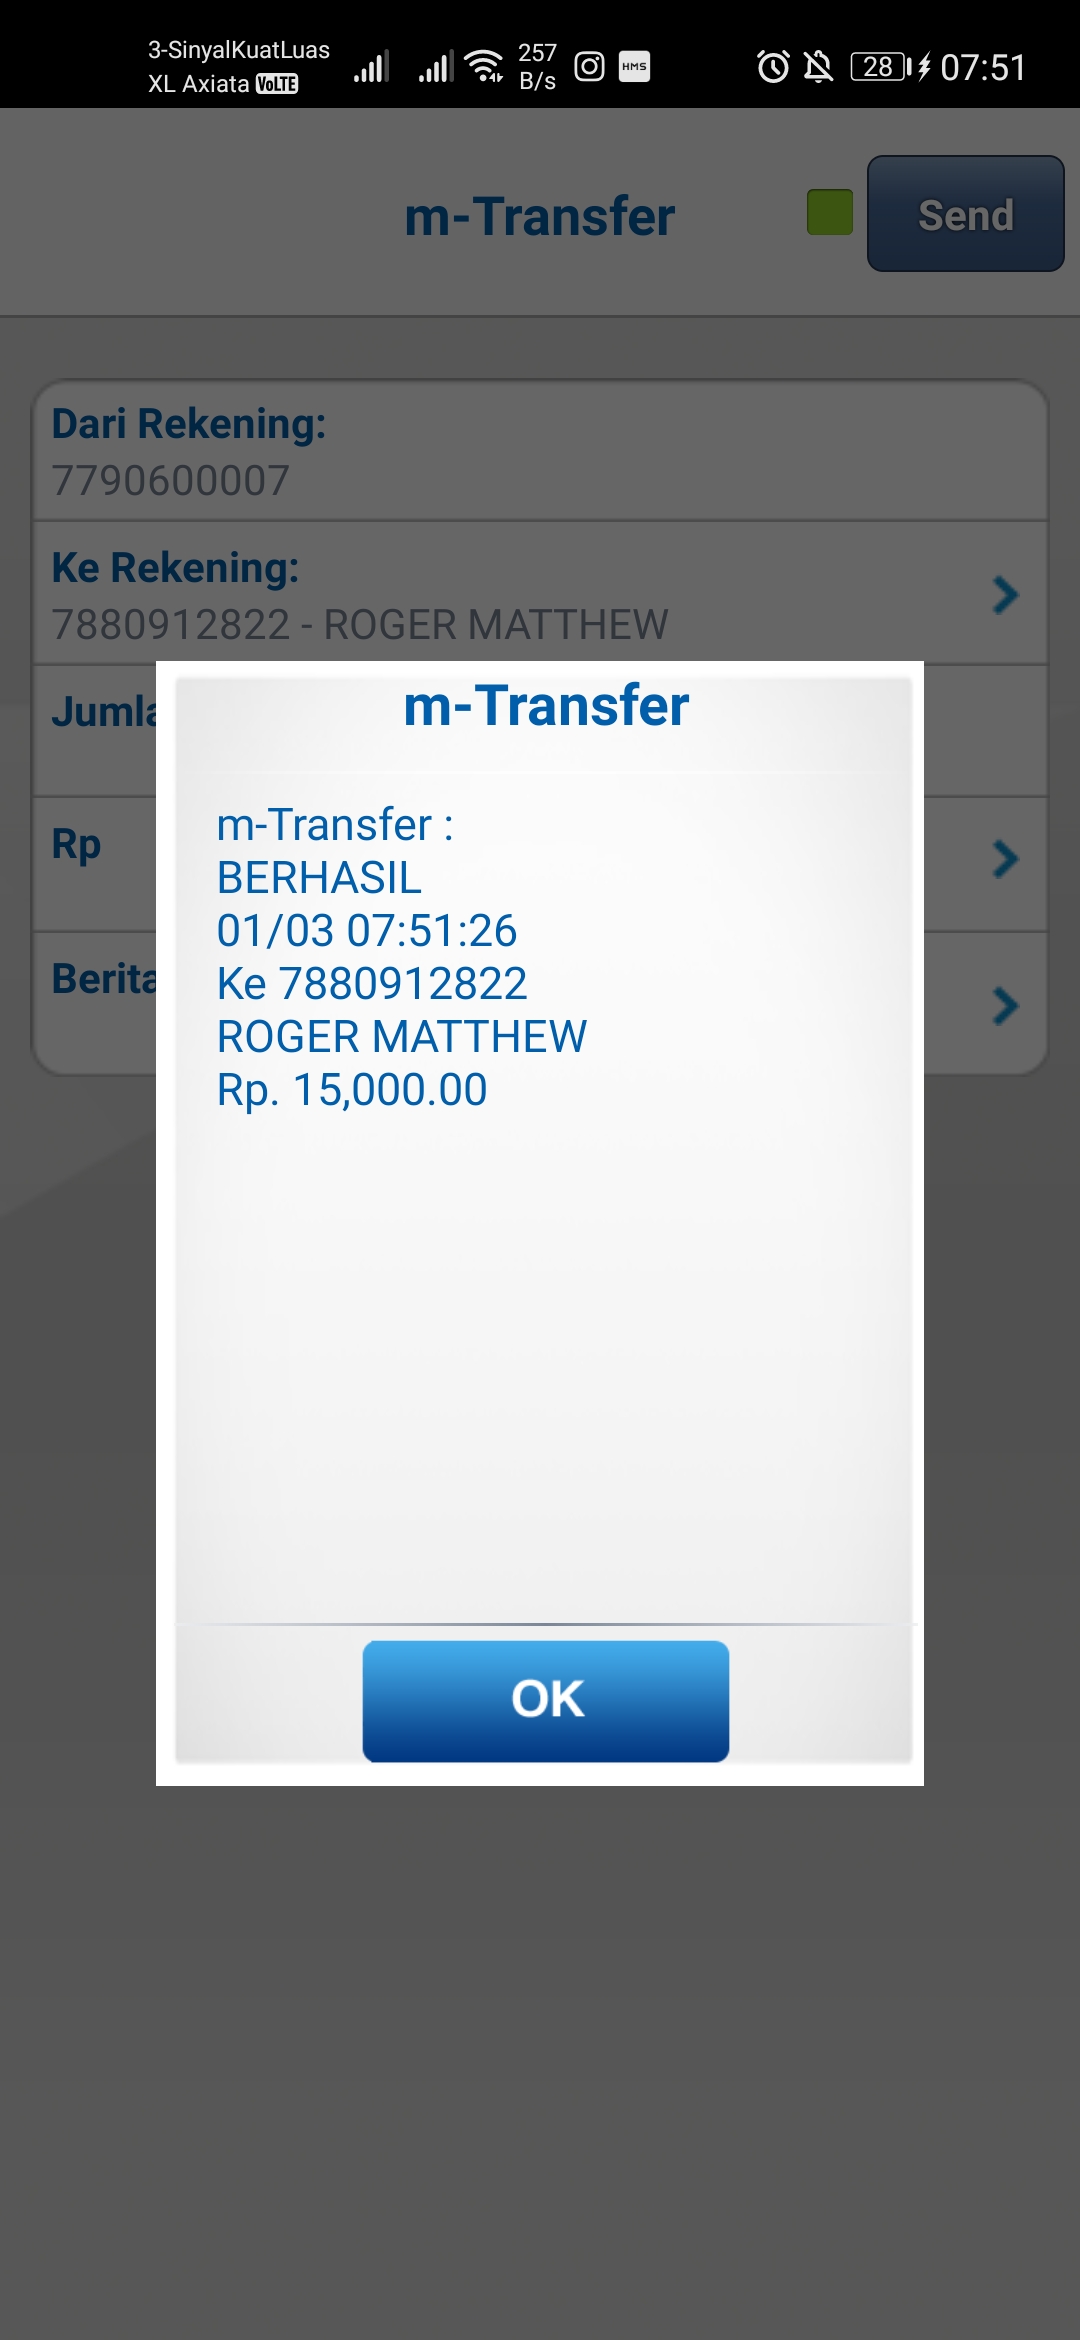 3-SinyalKuatLuas
XL Axiata VoLTE
257
B/s
HMS
28
07:51
m-Transfer
Send
Dari Rekening:
7790600007
Ke Rekening:
7880912822 - ROGER MATTHEW
Rp
m-Transfer
m-Transfer :
BERHASIL
01/03 07:51:26
Ke 7880912822
ROGER MATTHEW
Rp. 15,000.00
OK